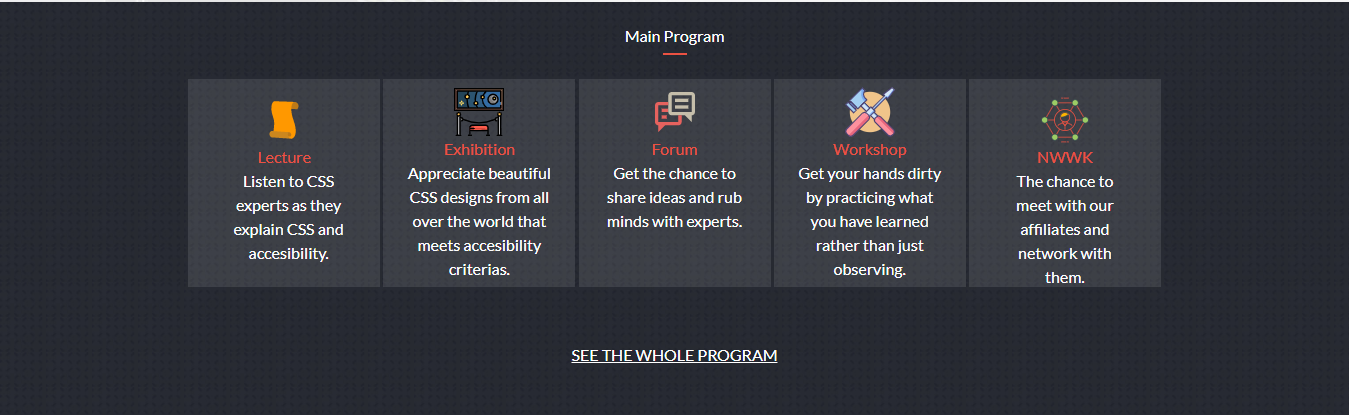 Main Program
Lecture
Listen to CSS
experts as they
explain CSS and
accesibility.
Exhibition
Appreciate beautiful
CSS designs from all
over the world that
meets accesibility
criterias.
Forum
Get the chance to
share ideas and rub
minds with experts.
Workshop
Get your hands dirty
by practicing what
you have learned
rather than just
observing.
NWWK
The chance to
meet with our
affiliates and
network with
them.
SEE THE WHOLE PROGRAM